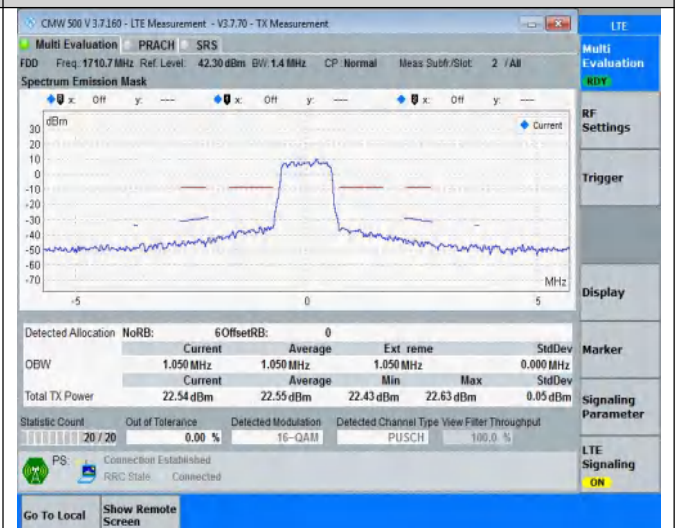 CMW 500 V 3.7.160 - LTE Measurement - V3.7.70 - TX Measurement
LTE
Multi Evaluation PRACH SRS
FDD Freq: 1710.7 MHz Ref. Level: 42.30 dBm BW: 1.4 MHz CP: Normal Meas Subfr./Slot: 2 / All
Spectrum Emission Mask
x: Off y: --- x: Off y: --- x: Off y: ---
dBm
Current
30
20
10
0
-10
-20
-30
-40
-50
-60
-70
MHz
-5 0 5
Detected Allocation NoRB: 6 OffsetRB: 0
Current Average Ext reme StdDev
OBW 1.050 MHz 1.050 MHz 1.050 MHz 0.000 MHz
Current Average Min Max StdDev
Total TX Power 22.54 dBm 22.55 dBm 22.43 dBm 22.63 dBm 0.05 dBm
Statistic Count Out of Tolerance Detected Modulation Detected Channel Type View Filter Throughput
20 / 20 0.00 % 16-QAM PUSCH 100.0 %
PS: Connection Established
RRC State Connected
Multi
Evaluation
RDY
RF
Settings
Trigger
Display
Marker
Signaling
Parameter
LTE
Signaling
ON
Go To Local
Show Remote
Screen